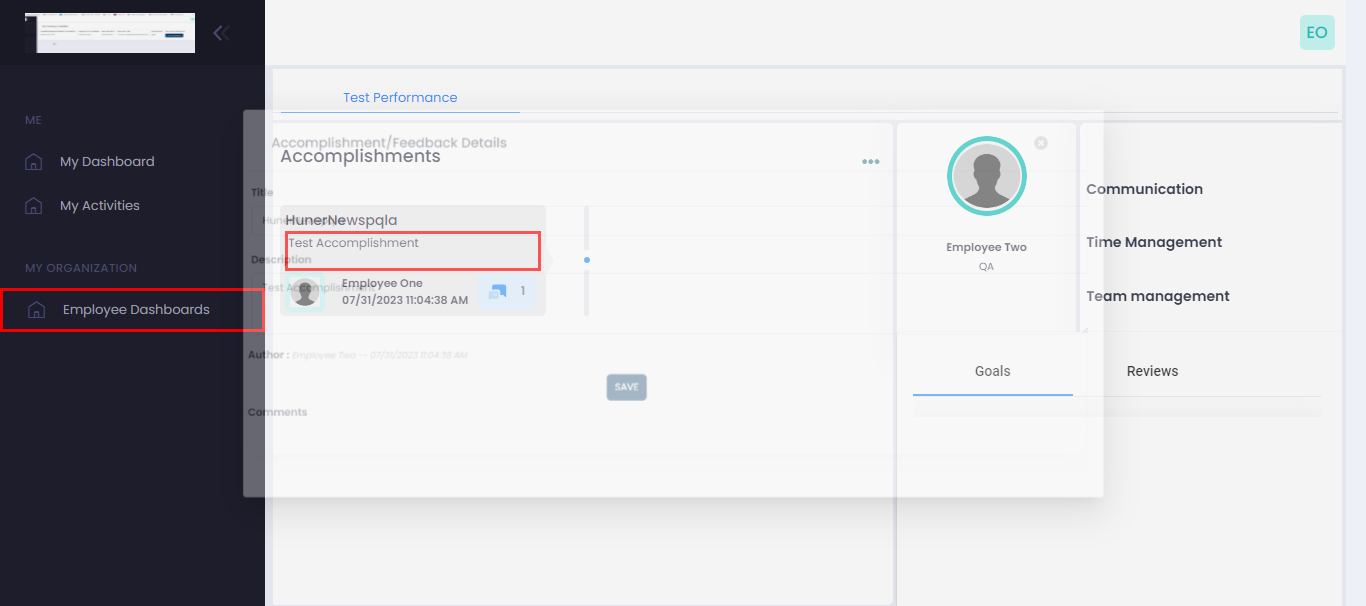 EO
ME
My Dashboard
My Activities
MY ORGANIZATION
Employee Dashboards
Test Performance
Accomplishment/Feedback Details
Accomplishments
Title
HunerNewspqla
Test Accomplishment
Description
Test Accomplishment
Employee One
07/31/2023 11:04:38 AM
1
Author : Employee Two -- 07/31/2023 11:04:38 AM
SAVE
Comments
Employee Two
QA
Communication
Time Management
Team management
Goals
Reviews